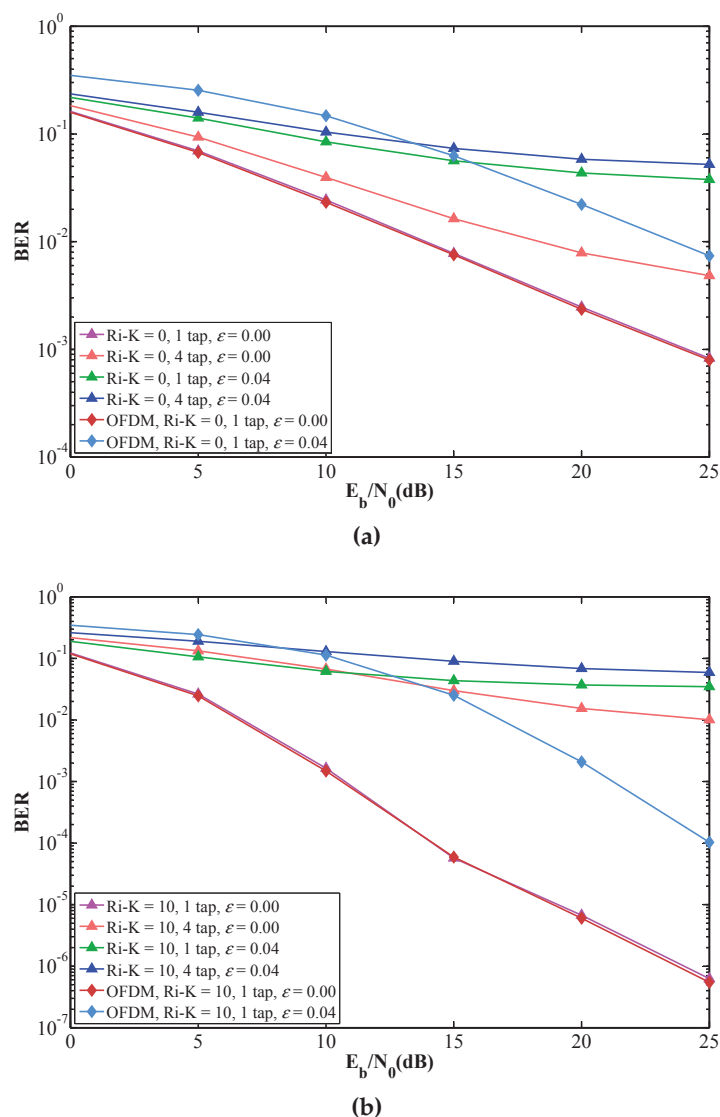 10^0
10^-1
10^-2
10^-3
10^-4
BER
Ri-K = 0, 1 tap, ε = 0.00
Ri-K = 0, 4 tap, ε = 0.00
Ri-K = 0, 1 tap, ε = 0.04
Ri-K = 0, 4 tap, ε = 0.04
OFDM, Ri-K = 0, 1 tap, ε = 0.00
OFDM, Ri-K = 0, 1 tap, ε = 0.04
0 5 10 15 20 25
E_b/N_0(dB)
(a)
10^0
10^-1
10^-2
10^-3
10^-4
10^-5
10^-6
10^-7
BER
Ri-K = 10, 1 tap, ε = 0.00
Ri-K = 10, 4 tap, ε = 0.00
Ri-K = 10, 1 tap, ε = 0.04
Ri-K = 10, 4 tap, ε = 0.04
OFDM, Ri-K = 10, 1 tap, ε = 0.00
OFDM, Ri-K = 10, 1 tap, ε = 0.04
0 5 10 15 20 25
E_b/N_0(dB)
(b)